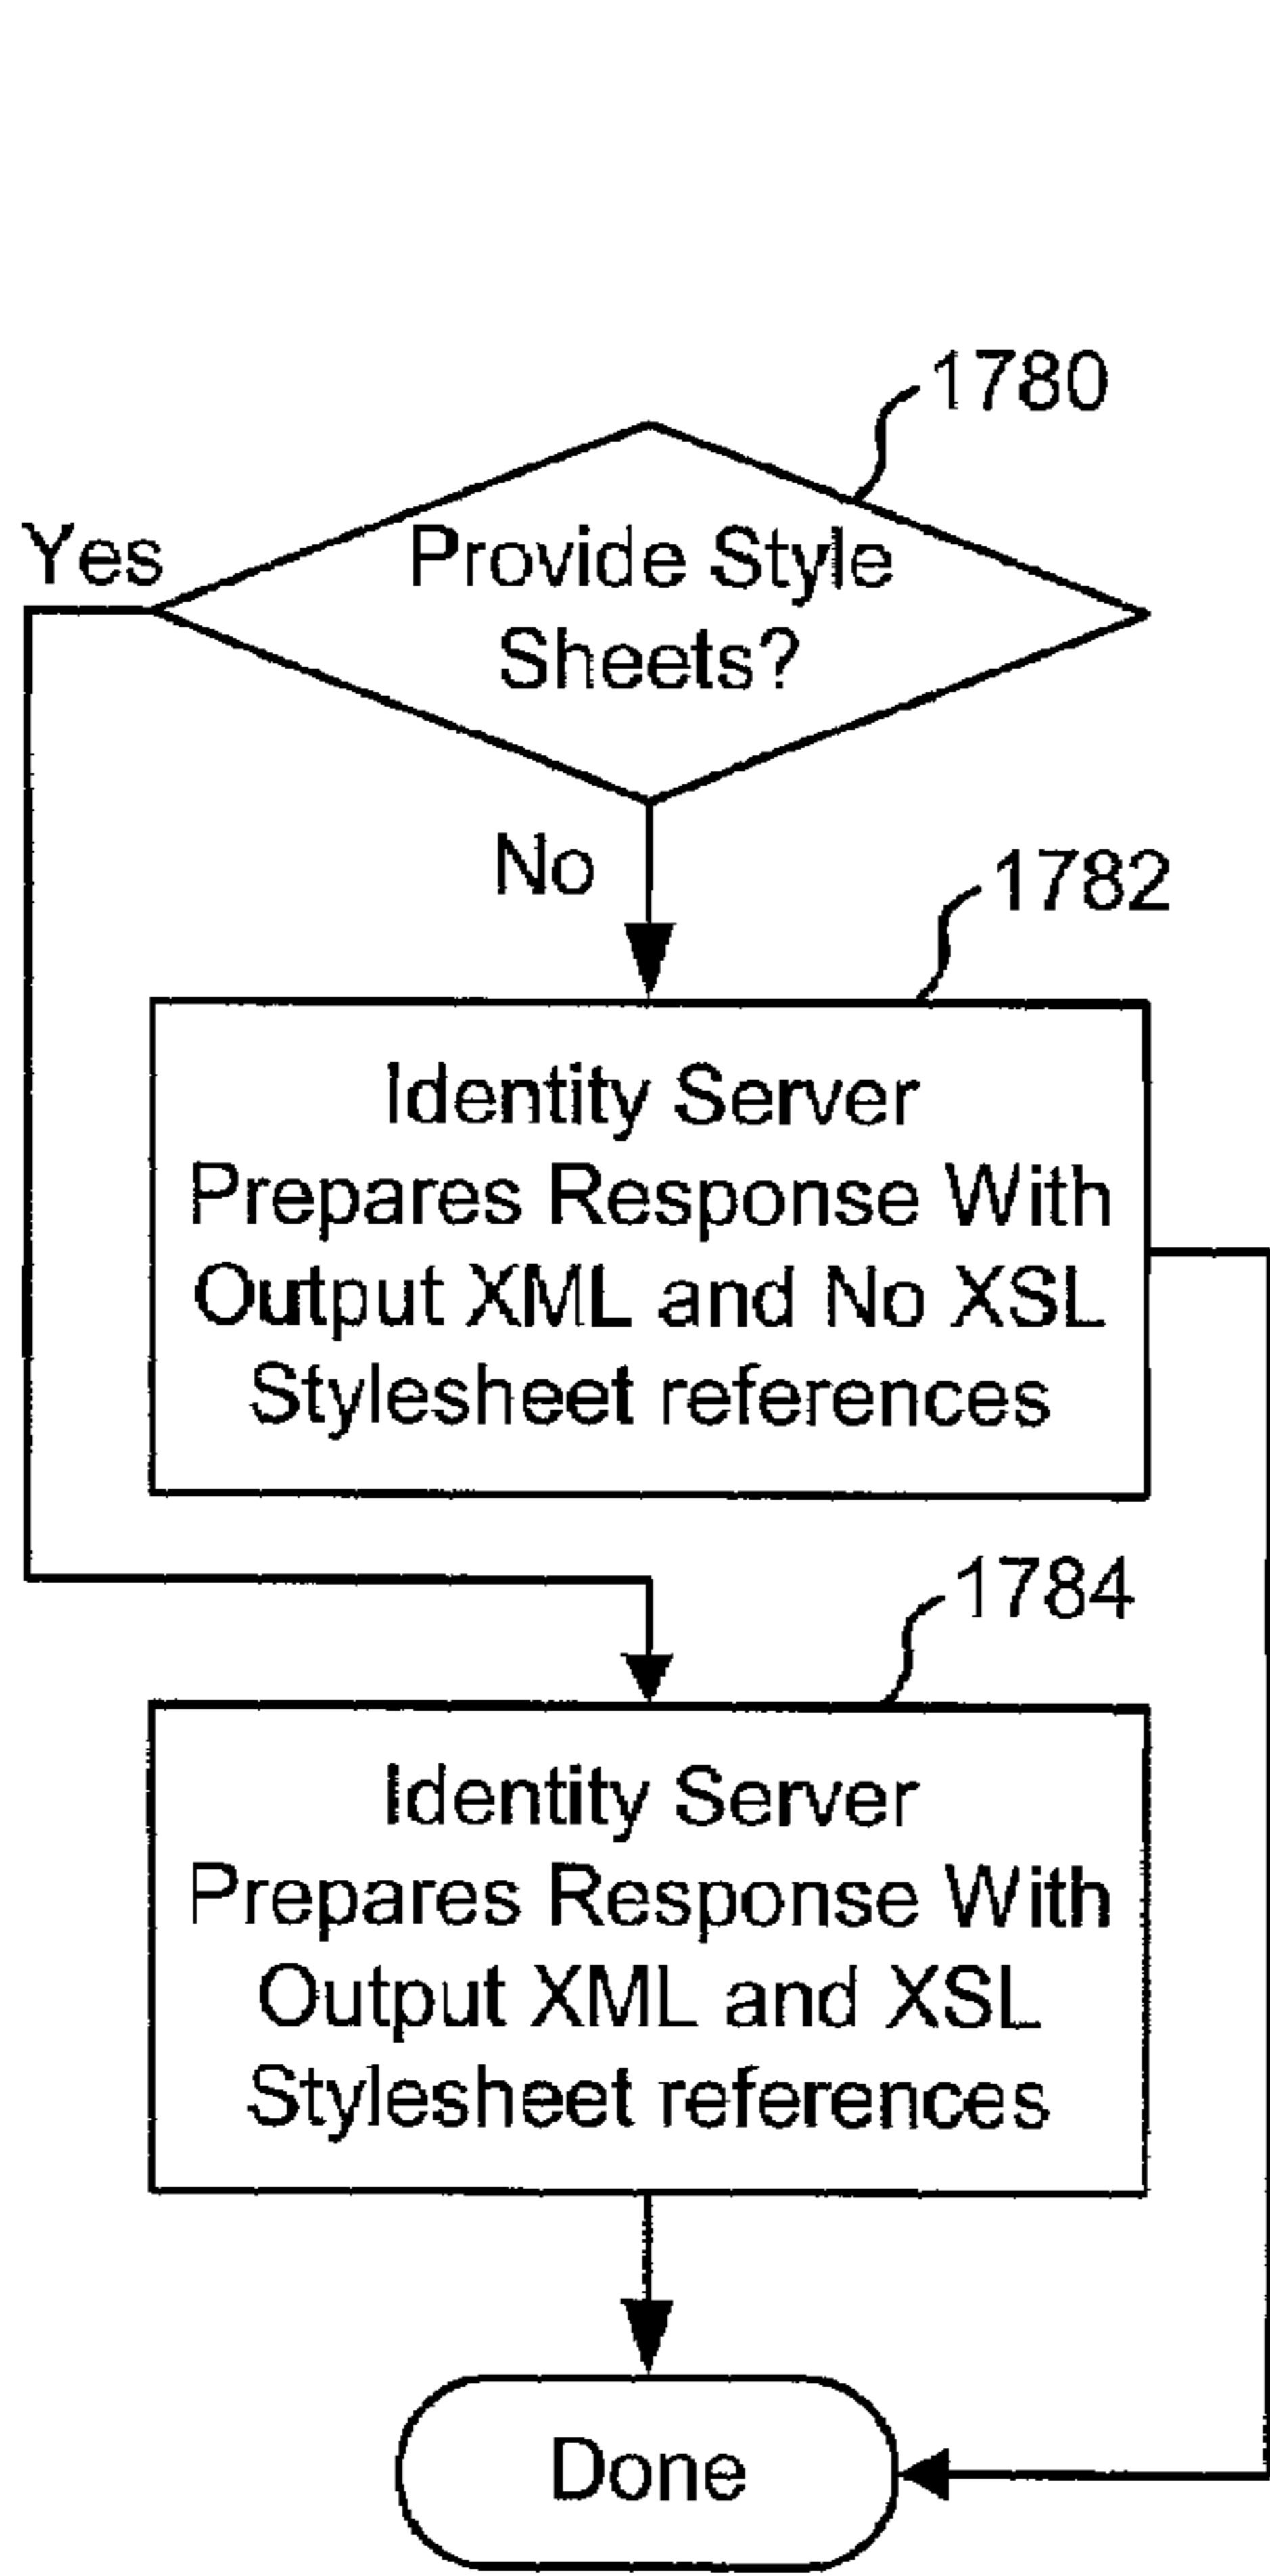 1780
Yes
Provide Style
Sheets?
No
1782
Identity Server
Prepares Response With
Output XML and No XSL
Stylesheet references
1784
Identity Server
Prepares Response With
Output XML and XSL
Stylesheet references
Done